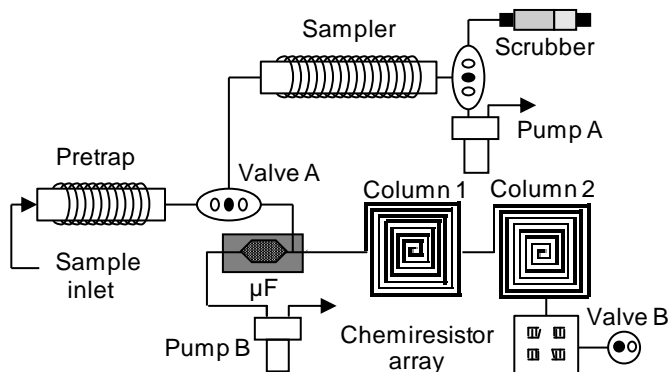 Sampler
Scrubber
Pump A
Pretrap
Valve A
Column 1
Column 2
Sample
inlet
µF
Pump B
Chemiresistor
array
Valve B